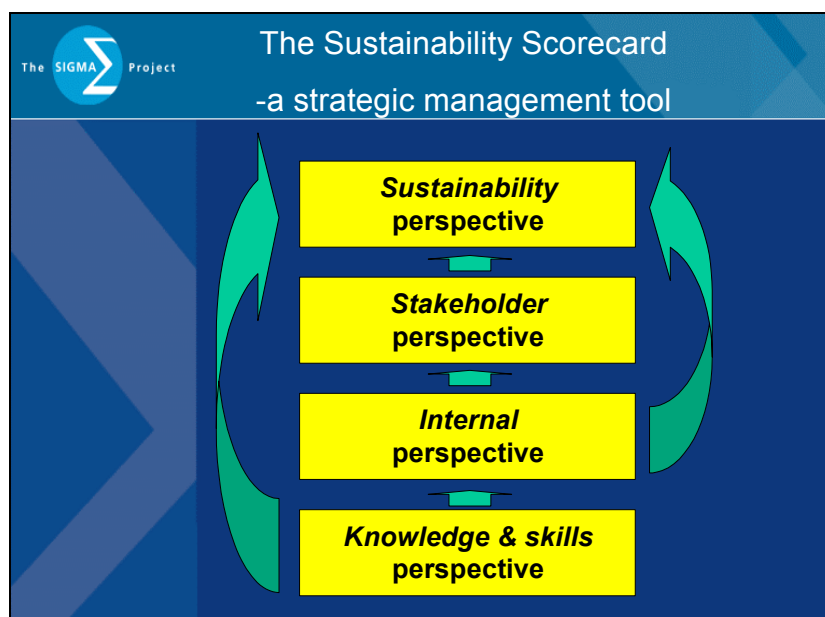 The SIGMA Project
The Sustainability Scorecard
-a strategic management tool
Sustainability
perspective
Stakeholder
perspective
Internal
perspective
Knowledge & skills
perspective